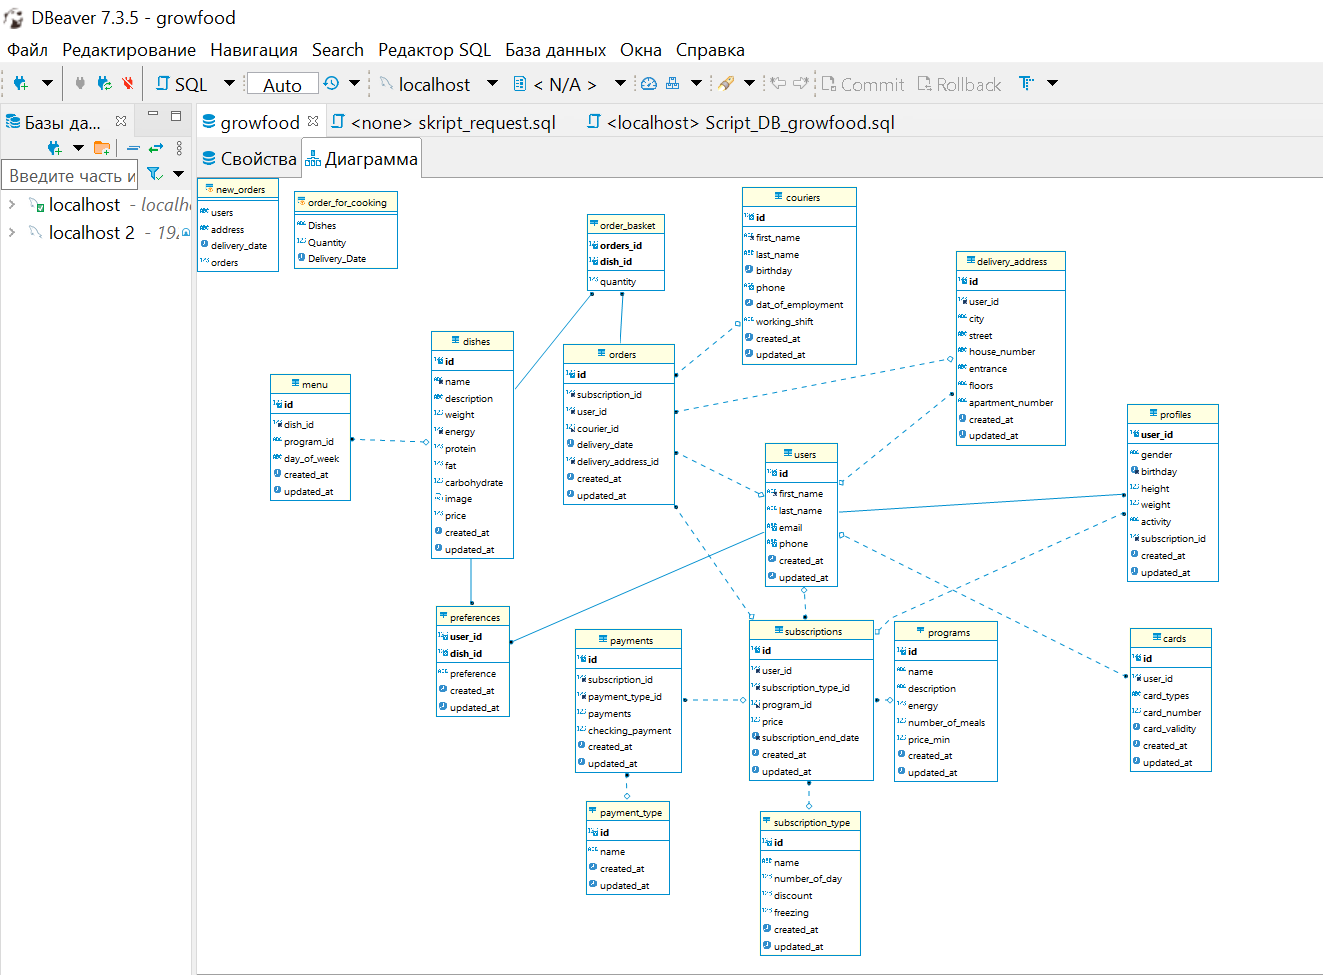 DBeaver 7.3.5 - growfood
Файл Редактирование Навигация Search Редактор SQL База данных Окна Справка
SQL Auto localhost < N/A > Commit Rollback
Базы да...
growfood <none> skript_request.sql <localhost> Script_DB_growfood.sql
Свойства Диаграмма
Введите часть и
localhost - localh
localhost 2 - 192
new_orders
users
address
delivery_date
orders
order_for_cooking
Dishes
Quantity
Delivery_Date
order_basket
orders_id
dish_id
quantity
couriers
id
first_name
last_name
birthday
phone
dat_of_employment
working_shift
created_at
updated_at
delivery_address
id
user_id
city
street
house_number
entrance
floors
apartment_number
created_at
updated_at
dishes
id
name
description
weight
energy
protein
fat
carbohydrate
image
price
created_at
updated_at
orders
id
subscription_id
user_id
courier_id
delivery_date
delivery_address_id
created_at
updated_at
menu
id
dish_id
program_id
day_of_week
created_at
updated_at
profiles
user_id
gender
birthday
height
weight
activity
subscription_id
created_at
updated_at
users
id
first_name
last_name
email
phone
created_at
updated_at
preferences
user_id
dish_id
preference
created_at
updated_at
payments
id
subscription_id
payment_type_id
payments
checking_payment
created_at
updated_at
subscriptions
id
user_id
subscription_type_id
program_id
price
subscription_end_date
created_at
updated_at
programs
id
name
description
energy
number_of_meals
price_min
created_at
updated_at
cards
id
user_id
card_types
card_number
card_validity
created_at
updated_at
payment_type
id
name
created_at
updated_at
subscription_type
id
name
number_of_day
discount
freezing
created_at
updated_at